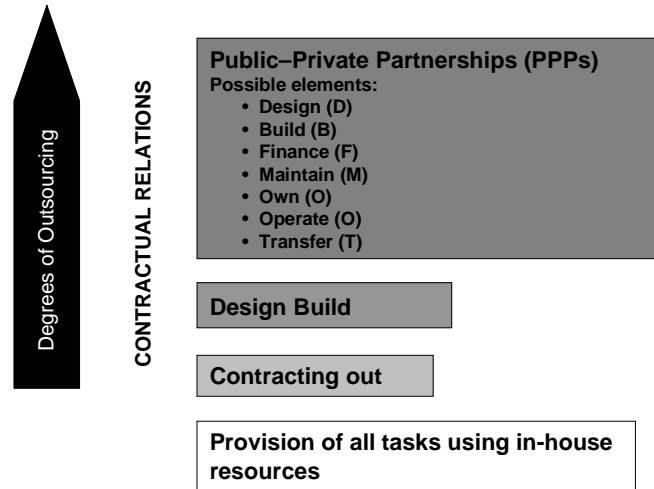 Degrees of Outsourcing
CONTRACTUAL RELATIONS
Public–Private Partnerships (PPPs)
Possible elements:
• Design (D)
• Build (B)
• Finance (F)
• Maintain (M)
• Own (O)
• Operate (O)
• Transfer (T)
Design Build
Contracting out
Provision of all tasks using in-house
resources